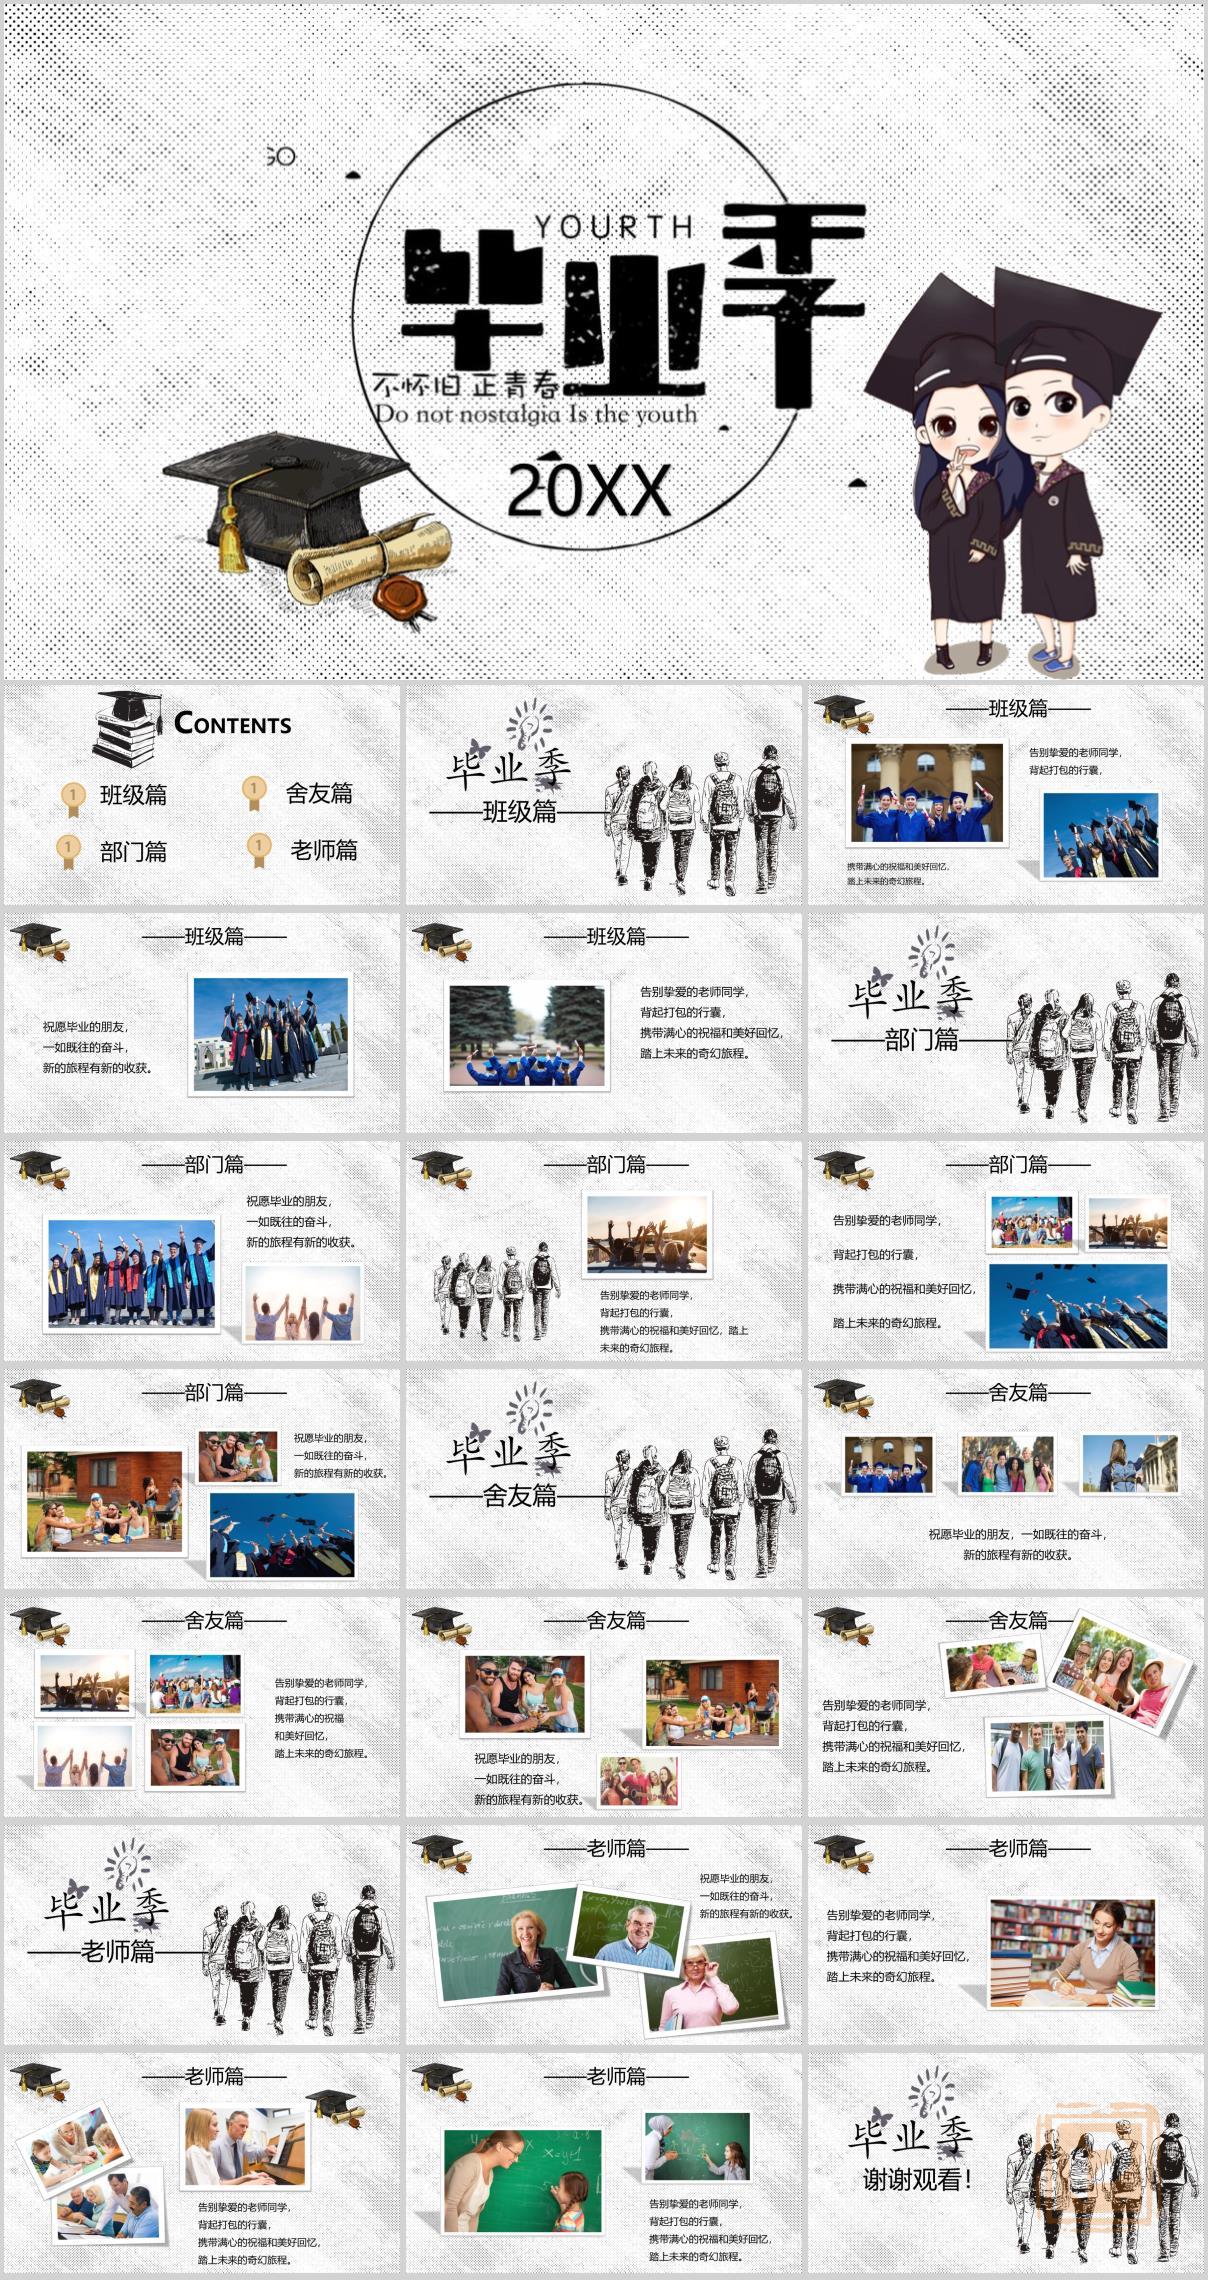 GO
YOURTH
毕业季
不怀旧 正青春
Do not nostalgia Is the youth
20XX
CONTENTS
1 班级篇
1 舍友篇
1 部门篇
1 老师篇
毕业季
班级篇
班级篇
告别挚爱的老师同学，
背起打包的行囊，
携带满心的祝福和美好回忆，
踏上未来的奇幻旅程。
班级篇
祝愿毕业的朋友，
一如既往的奋斗，
新的旅程有新的收获。
班级篇
告别挚爱的老师同学，
背起打包的行囊，
携带满心的祝福和美好回忆，
踏上未来的奇幻旅程。
毕业季
部门篇
部门篇
祝愿毕业的朋友，
一如既往的奋斗，
新的旅程有新的收获。
部门篇
告别挚爱的老师同学，
背起打包的行囊，
携带满心的祝福和美好回忆，踏上
未来的奇幻旅程。
部门篇
告别挚爱的老师同学，
背起打包的行囊，
携带满心的祝福和美好回忆，
踏上未来的奇幻旅程。
部门篇
祝愿毕业的朋友，
一如既往的奋斗，
新的旅程有新的收获。
毕业季
舍友篇
舍友篇
祝愿毕业的朋友，一如既往的奋斗，
新的旅程有新的收获。
舍友篇
告别挚爱的老师同学，
背起打包的行囊，
携带满心的祝福
和美好回忆，
踏上未来的奇幻旅程。
舍友篇
祝愿毕业的朋友，
一如既往的奋斗，
新的旅程有新的收获。
舍友篇
告别挚爱的老师同学，
背起打包的行囊，
携带满心的祝福和美好回忆，
踏上未来的奇幻旅程。
毕业季
老师篇
老师篇
祝愿毕业的朋友，
一如既往的奋斗，
新的旅程有新的收获。
老师篇
告别挚爱的老师同学，
背起打包的行囊，
携带满心的祝福和美好回忆，
踏上未来的奇幻旅程。
老师篇
告别挚爱的老师同学，
背起打包的行囊，
携带满心的祝福和美好回忆，
踏上未来的奇幻旅程。
老师篇
x=y+1
告别挚爱的老师同学，
背起打包的行囊，
携带满心的祝福和美好回忆，
踏上未来的奇幻旅程。
毕业季
谢谢观看！